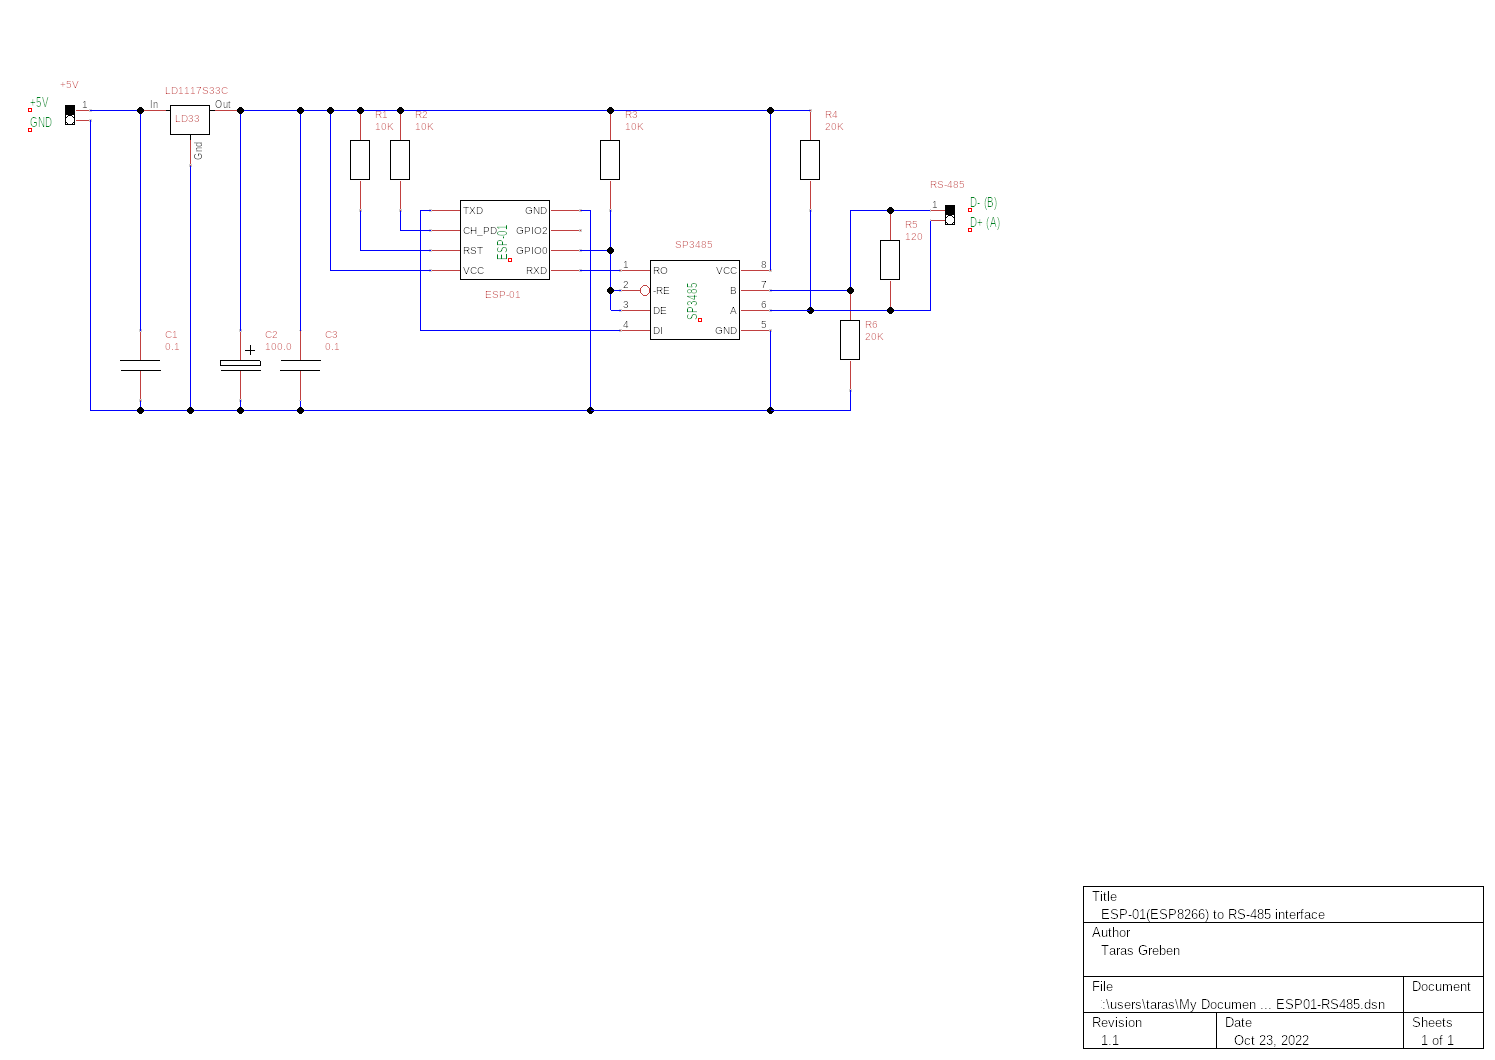 +5V
LD1117S33C
+5V
1
In
LD33
Out
GND
Gnd
R1
10K
R2
10K
R3
10K
R4
20K
RS-485
1
D- (B)
D+ (A)
R5
120
TXD
GND
CH_PD
GPIO2
RST
GPIO0
VCC
RXD
ESP-01
ESP-01
SP3485
1
RO
VCC
8
2
-RE
B
7
3
DE
A
6
4
DI
GND
5
SP3485
R6
20K
C1
0.1
+
C2
100.0
C3
0.1
Title
ESP-01(ESP8266) to RS-485 interface
Author
Taras Greben
File
:\users\taras\My Documen ... ESP01-RS485.dsn
Document
Revision
1.1
Date
Oct 23, 2022
Sheets
1 of 1